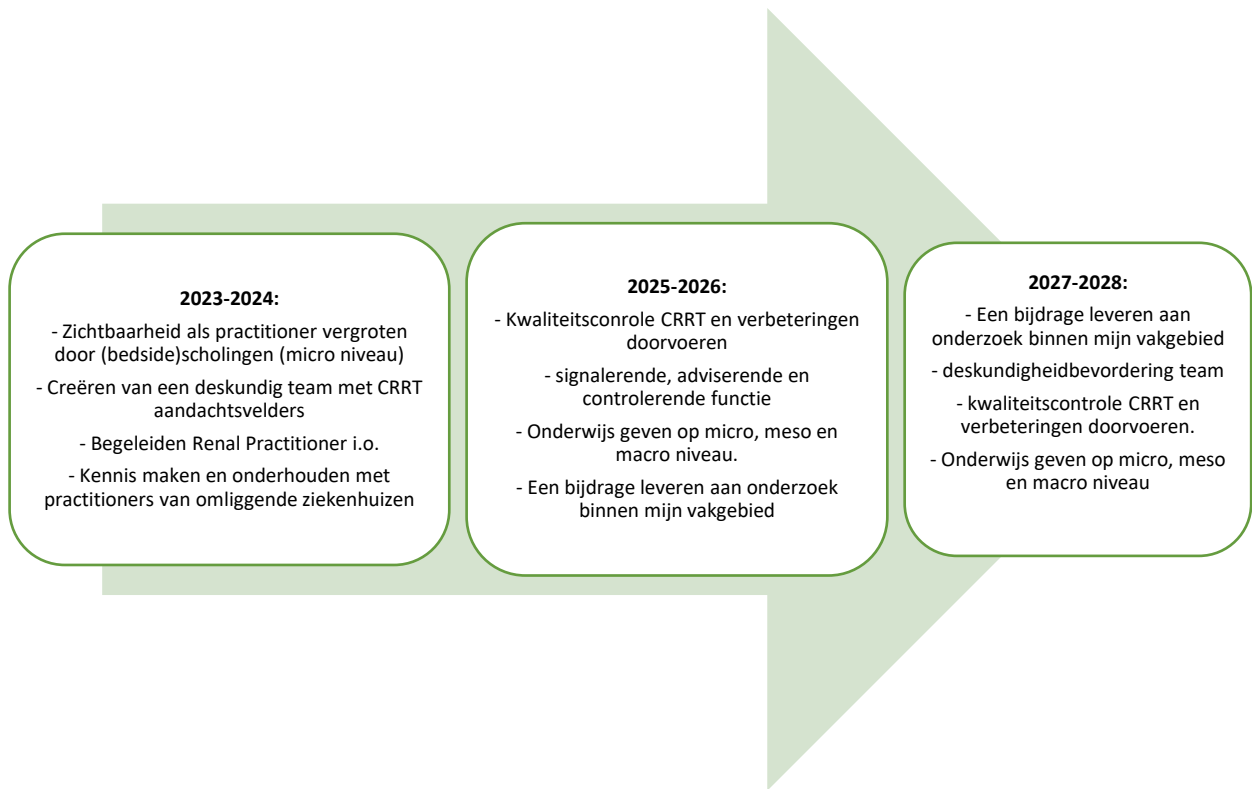 2023-2024:
- Zichtbaarheid als practitioner vergroten
door (bedside)scholingen (micro niveau)
- Creëren van een deskundig team met CRRT
aandachtsvelders
- Begeleiden Renal Practitioner i.o.
- Kennis maken en onderhouden met
practitioners van omliggende ziekenhuizen
2025-2026:
- Kwaliteitsconrole CRRT en verbeteringen
doorvoeren
- signalerende, adviserende en
controlerende functie
- Onderwijs geven op micro, meso en
macro niveau.
- Een bijdrage leveren aan onderzoek
binnen mijn vakgebied
2027-2028:
- Een bijdrage leveren aan
onderzoek binnen mijn vakgebied
- deskundigheidbevordering team
- kwaliteitscontrole CRRT en
verbeteringen doorvoeren.
- Onderwijs geven op micro, meso
en macro niveau